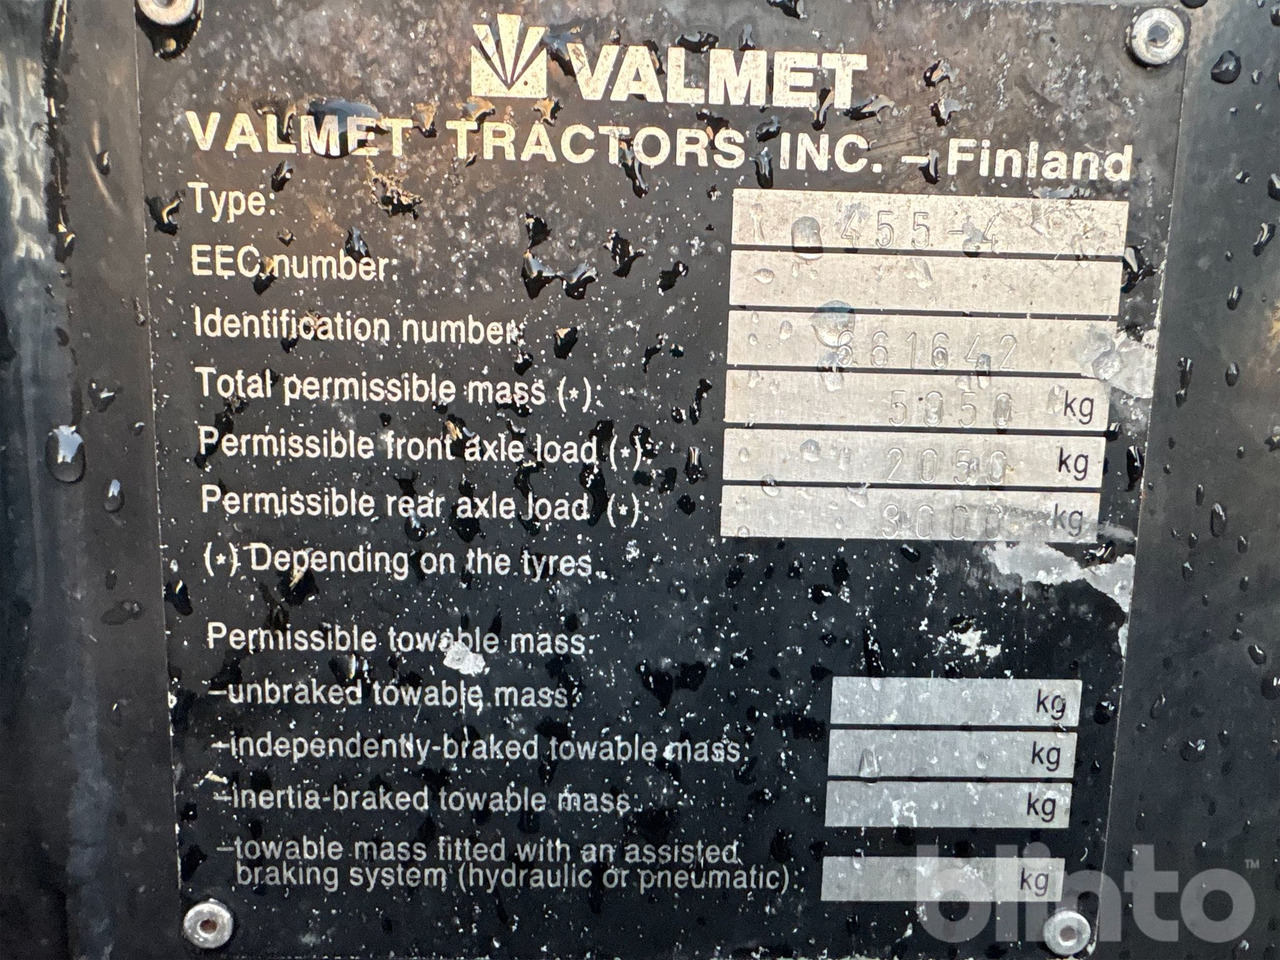 VALMET
VALMET TRACTORS INC. – Finland
Type: 455-4
EEC number:
Identification number: 661642
Total permissible mass (*): 5050 kg
Permissible front axle load (*): 2050 kg
Permissible rear axle load (*): kg
(*) Depending on the tyres.
Permissible towable mass:
–unbraked towable mass: kg
–independently-braked towable mass: kg
–inertia-braked towable mass: kg
–towable mass fitted with an assisted
braking system (hydraulic or pneumatic): kg
blinto™